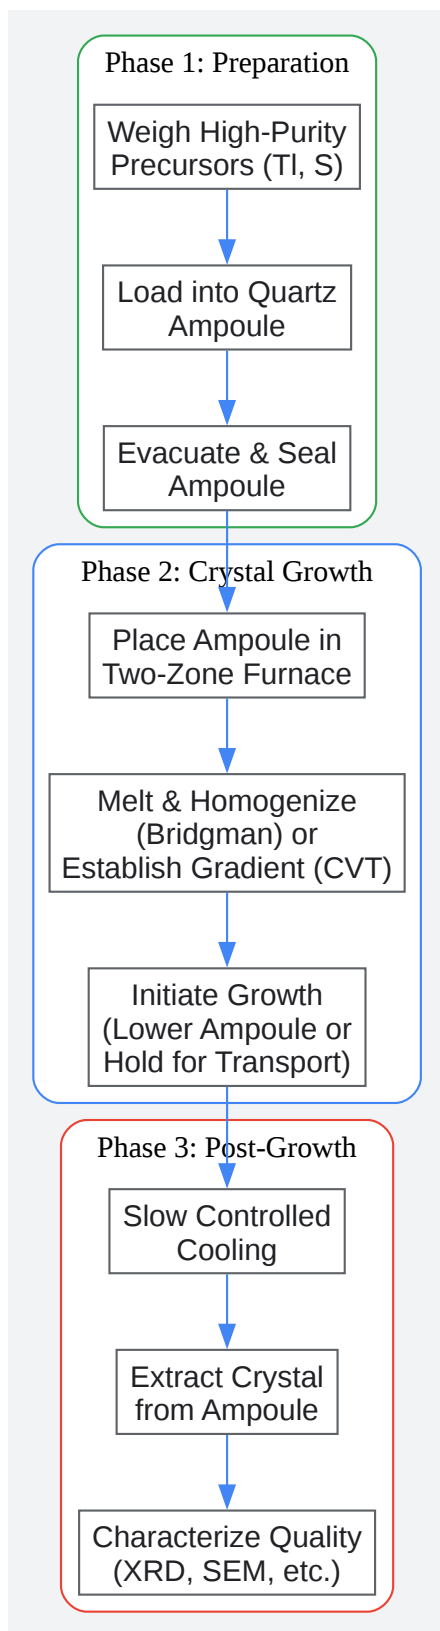 Phase 1: Preparation
Weigh High-Purity
Precursors (Tl, S)
Load into Quartz
Ampoule
Evacuate & Seal
Ampoule
Phase 2: Crystal Growth
Place Ampoule in
Two-Zone Furnace
Melt & Homogenize
(Bridgman) or
Establish Gradient (CVT)
Initiate Growth
(Lower Ampoule or
Hold for Transport)
Phase 3: Post-Growth
Slow Controlled
Cooling
Extract Crystal
from Ampoule
Characterize Quality
(XRD, SEM, etc.)